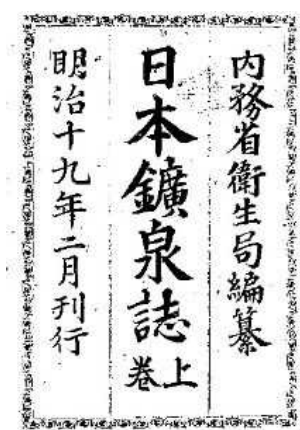 内務省衛生局編纂
日本鑛泉誌上卷
明治十九年二月刊行